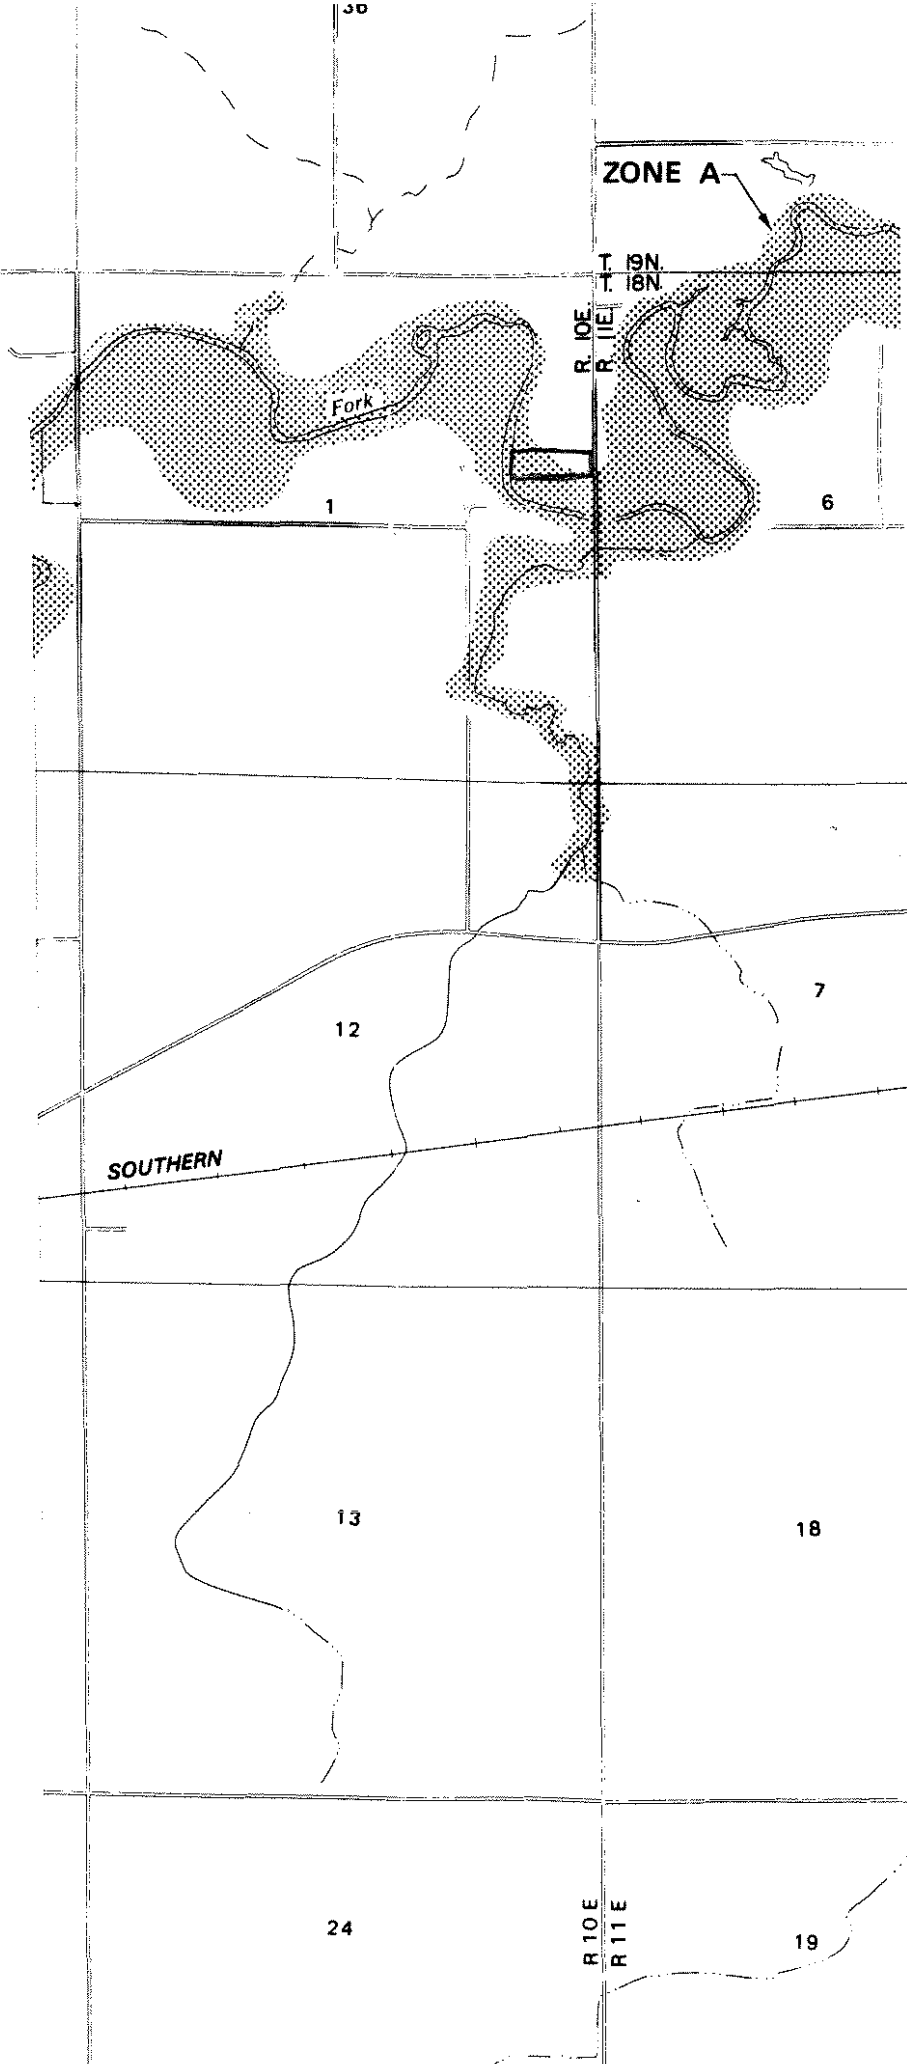 36
ZONE A
T. 19N.
T. 18N.
R. 10E.
R. 11E.
Fork
1
6
7
12
SOUTHERN
13
18
R 10 E
R 11 E
24
19